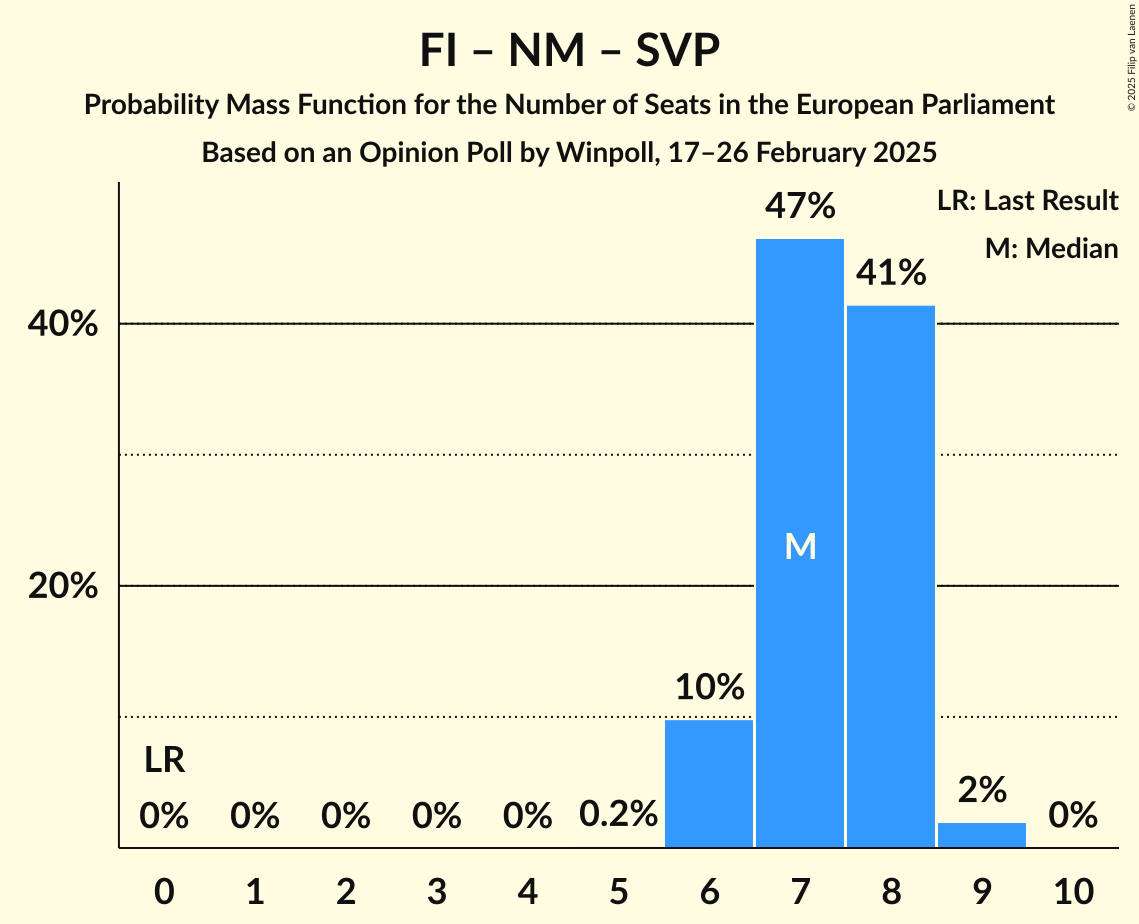 FI – NM – SVP
Probability Mass Function for the Number of Seats in the European Parliament
Based on an Opinion Poll by Winpoll, 17–26 February 2025
© 2025 Filip van Laenen
LR: Last Result
M: Median
47%
41%
40%
M
20%
10%
LR
2%
0% 0% 0% 0% 0% 0.2% 0%
0 1 2 3 4 5 6 7 8 9 10